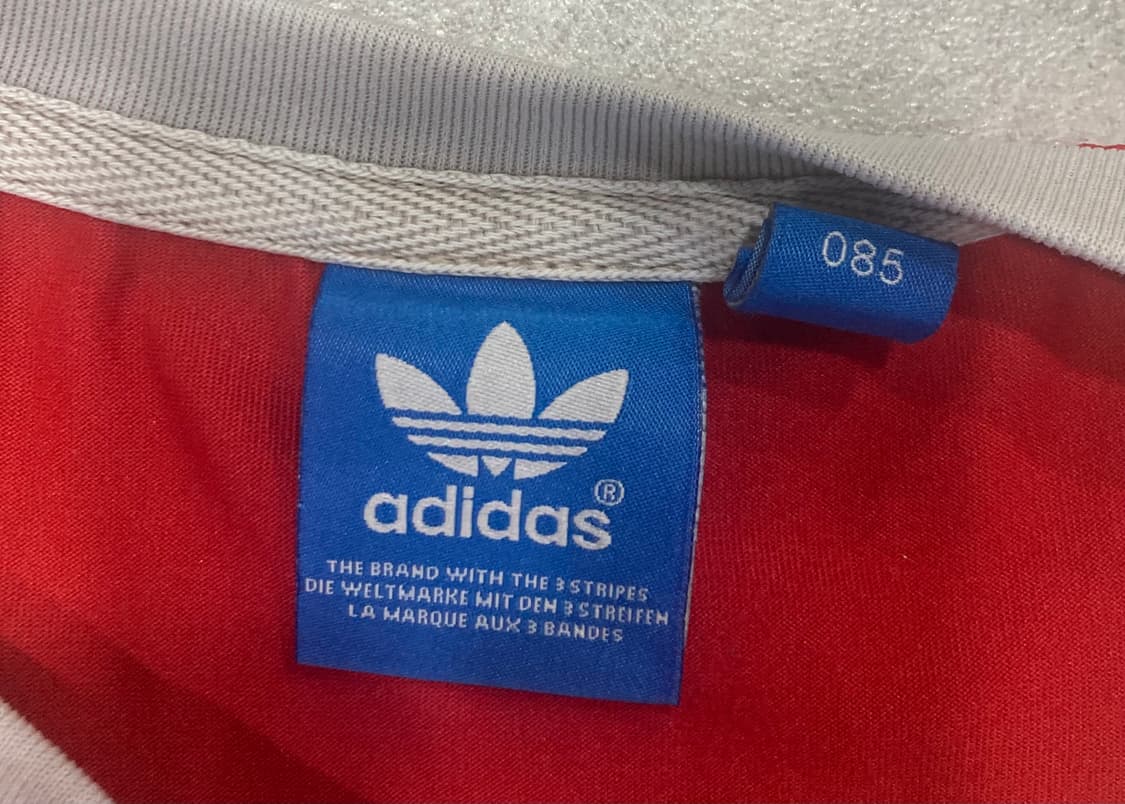 085
adidas®
THE BRAND WITH THE 3 STRIPES
DIE WELTMARKE MIT DEN 3 STREIFEN
LA MARQUE AUX 3 BANDES